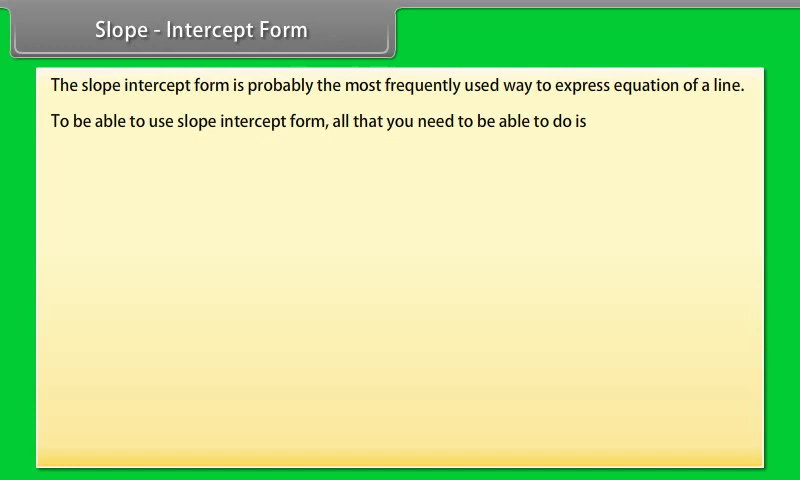 Slope - Intercept Form
The slope intercept form is probably the most frequently used way to express equation of a line.
To be able to use slope intercept form, all that you need to be able to do is